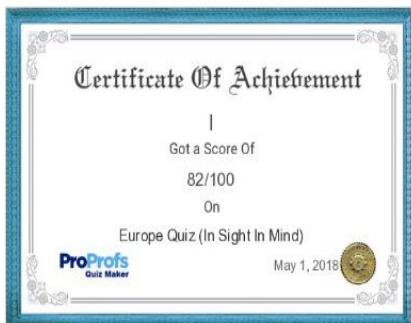 Certificate Of Achievement
I
Got a Score Of
82/100
On
Europe Quiz (In Sight In Mind)
ProProfs
Quiz Maker
May 1, 2018